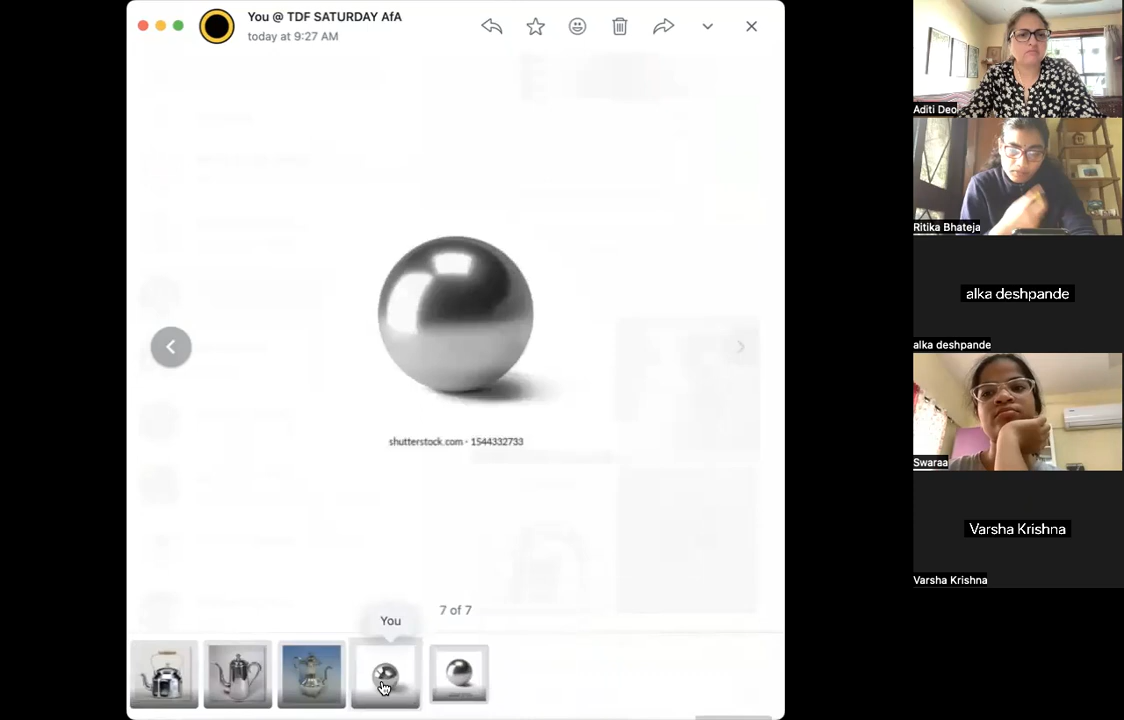 You @ TDF SATURDAY AfA
today at 9:27 AM
shutterstock.com · 1544332733
7 of 7
You
Aditi Deo
Ritika Bhateja
alka deshpande
alka deshpande
Swaraa
Varsha Krishna
Varsha Krishna